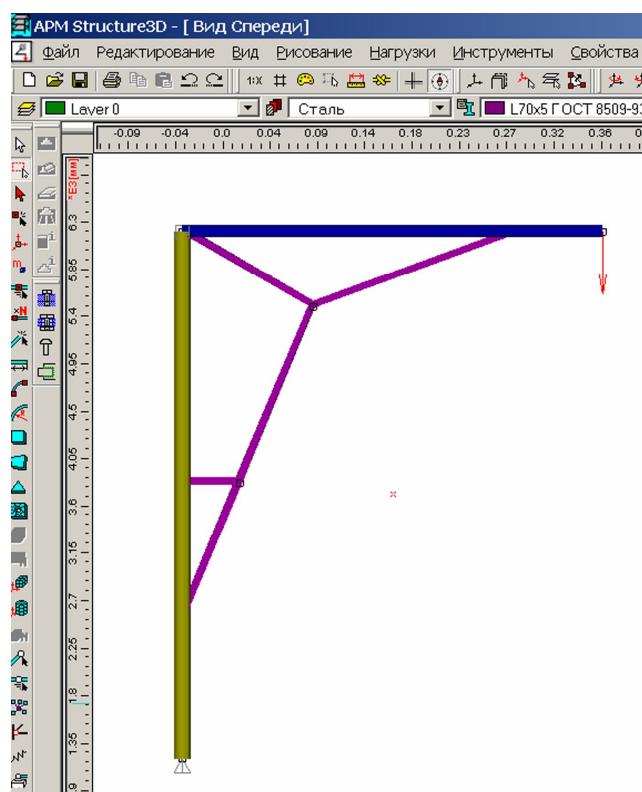 APM Structure3D - [ Вид Спереди]
Файл Редактирование Вид Рисование Нагрузки Инструменты Свойства
1:X
Layer 0 Сталь L70x5 ГОСТ 8509-93
-0.09 -0.04 0.0 0.04 0.09 0.14 0.18 0.23 0.27 0.32 0.36
*E3[мм]
6.3
5.85
5.4
4.95
4.5
4.05
3.6
3.15
2.7
2.25
1.8
1.35